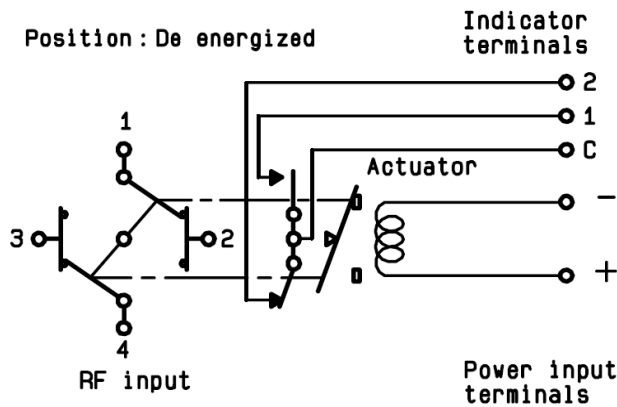 Position : De energized
Indicator
terminals
2
1
C
1
Actuator
3
2
-
+
4
RF input
Power input
terminals